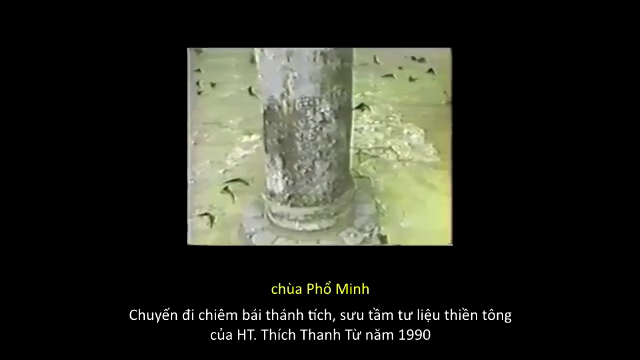 chùa Phổ Minh
Chuyến đi chiêm bái thánh tích, sưu tầm tư liệu thiền tông
của HT. Thích Thanh Từ năm 1990